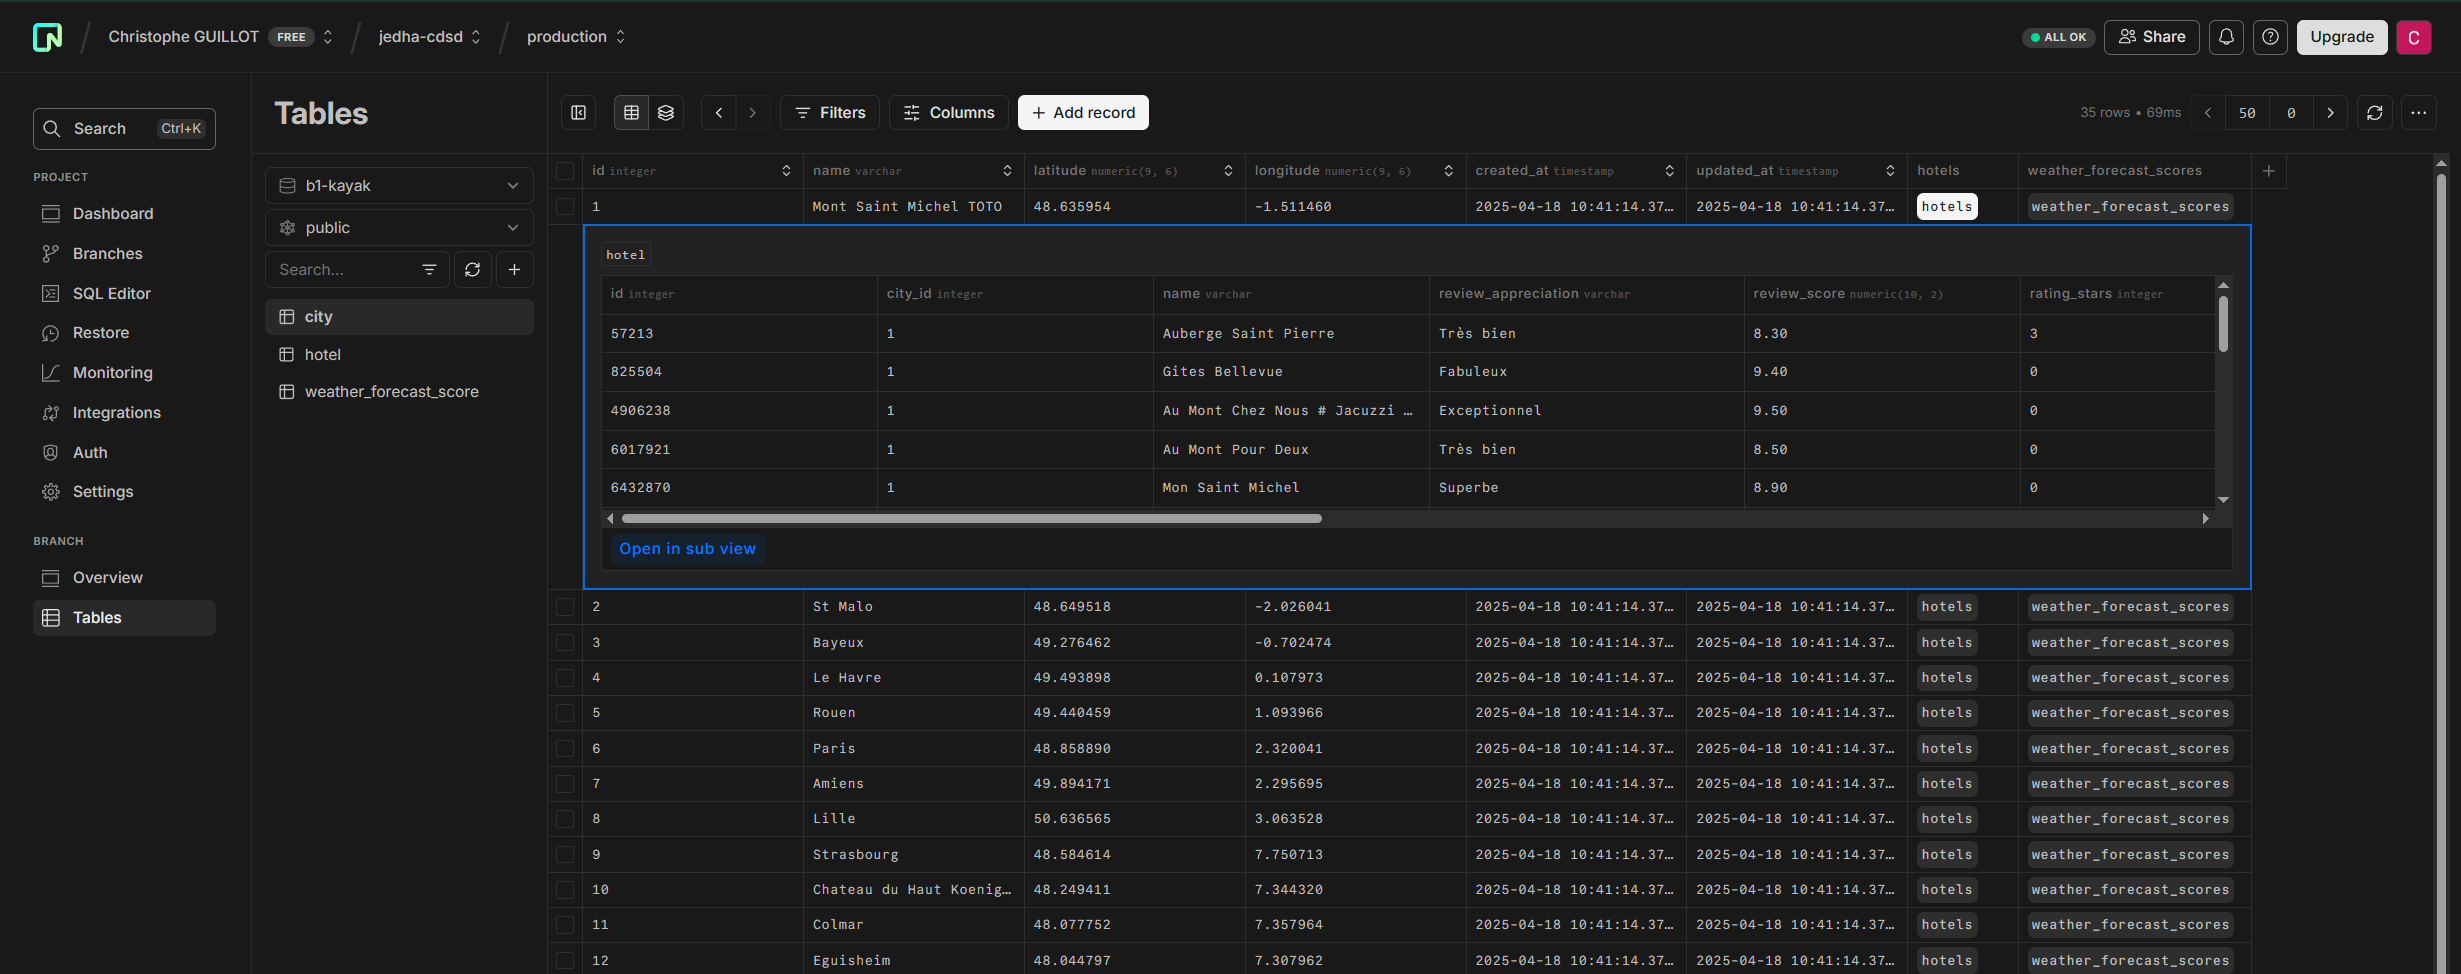 Christophe GUILLOT FREE jedha-cdsd production ALL OK Share Upgrade C
Search Ctrl+K
PROJECT
Dashboard
Branches
SQL Editor
Restore
Monitoring
Integrations
Auth
Settings
BRANCH
Overview
Tables
Tables
b1-kayak
public
Search...
city
hotel
weather_forecast_score
Filters Columns Add record 35 rows • 69ms 50 0
id integer name varchar latitude numeric(9, 6) longitude numeric(9, 6) created_at timestamp updated_at timestamp hotels weather_forecast_scores
1 Mont Saint Michel TOTO 48.635954 -1.511460 2025-04-18 10:41:14.37… 2025-04-18 10:41:14.37… hotels weather_forecast_scores
hotel
id integer city_id integer name varchar review_appreciation varchar review_score numeric(10, 2) rating_stars integer
57213 1 Auberge Saint Pierre Très bien 8.30 3
825504 1 Gites Bellevue Fabuleux 9.40 0
4906238 1 Au Mont Chez Nous # Jacuzzi … Exceptionnel 9.50 0
6017921 1 Au Mont Pour Deux Très bien 8.50 0
6432870 1 Mon Saint Michel Superbe 8.90 0
Open in sub view
2 St Malo 48.649518 -2.026041 2025-04-18 10:41:14.37… 2025-04-18 10:41:14.37… hotels weather_forecast_scores
3 Bayeux 49.276462 -0.702474 2025-04-18 10:41:14.37… 2025-04-18 10:41:14.37… hotels weather_forecast_scores
4 Le Havre 49.493898 0.107973 2025-04-18 10:41:14.37… 2025-04-18 10:41:14.37… hotels weather_forecast_scores
5 Rouen 49.440459 1.093966 2025-04-18 10:41:14.37… 2025-04-18 10:41:14.37… hotels weather_forecast_scores
6 Paris 48.858890 2.320041 2025-04-18 10:41:14.37… 2025-04-18 10:41:14.37… hotels weather_forecast_scores
7 Amiens 49.894171 2.295695 2025-04-18 10:41:14.37… 2025-04-18 10:41:14.37… hotels weather_forecast_scores
8 Lille 50.636565 3.063528 2025-04-18 10:41:14.37… 2025-04-18 10:41:14.37… hotels weather_forecast_scores
9 Strasbourg 48.584614 7.750713 2025-04-18 10:41:14.37… 2025-04-18 10:41:14.37… hotels weather_forecast_scores
10 Chateau du Haut Koenig… 48.249411 7.344320 2025-04-18 10:41:14.37… 2025-04-18 10:41:14.37… hotels weather_forecast_scores
11 Colmar 48.077752 7.357964 2025-04-18 10:41:14.37… 2025-04-18 10:41:14.37… hotels weather_forecast_scores
12 Eguisheim 48.044797 7.307962 2025-04-18 10:41:14.37… 2025-04-18 10:41:14.37… hotels weather_forecast_scores